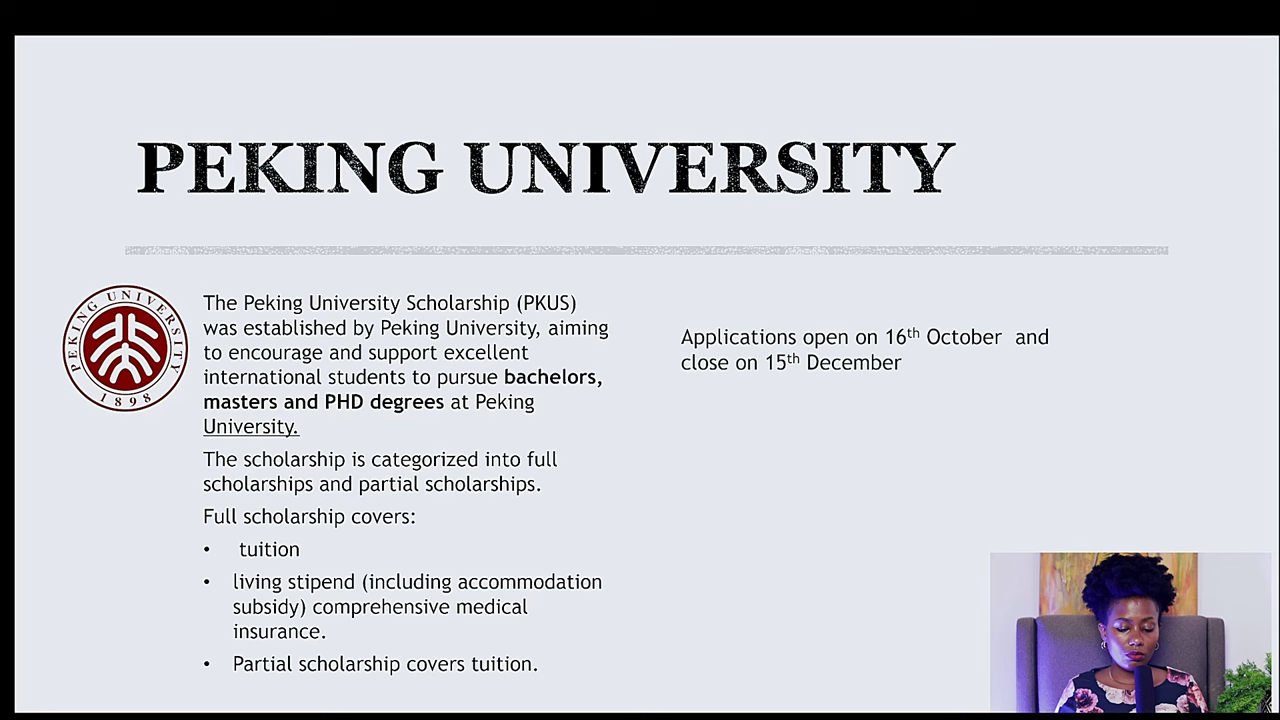 PEKING UNIVERSITY
PEKING UNIVERSITY
1898
The Peking University Scholarship (PKUS)
was established by Peking University, aiming
to encourage and support excellent
international students to pursue bachelors,
masters and PHD degrees at Peking
University.
The scholarship is categorized into full
scholarships and partial scholarships.
Full scholarship covers:
• tuition
• living stipend (including accommodation
subsidy) comprehensive medical
insurance.
• Partial scholarship covers tuition.
Applications open on 16th October and
close on 15th December